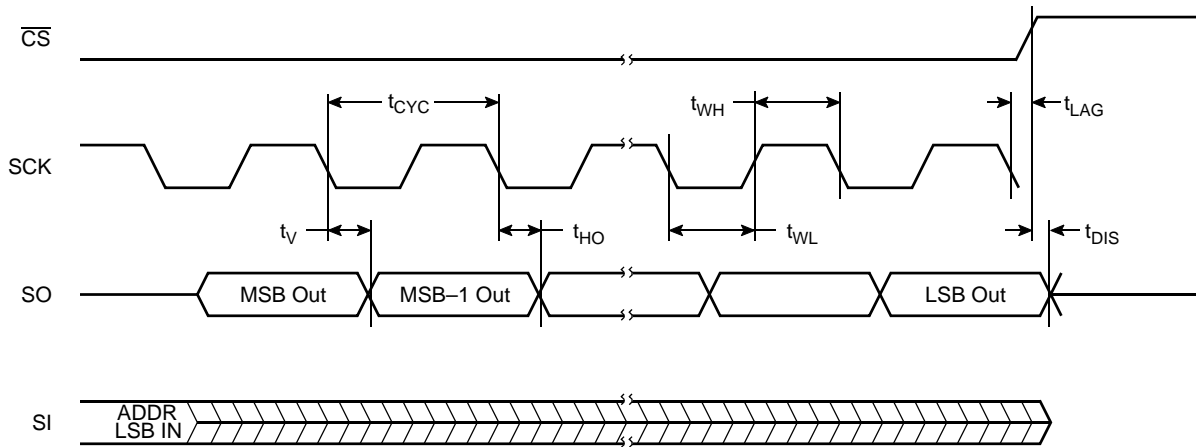 CS
tCYC
tWH
tLAG
SCK
tV
tHO
tWL
tDIS
SO
MSB Out
MSB–1 Out
LSB Out
SI
ADDR
LSB IN